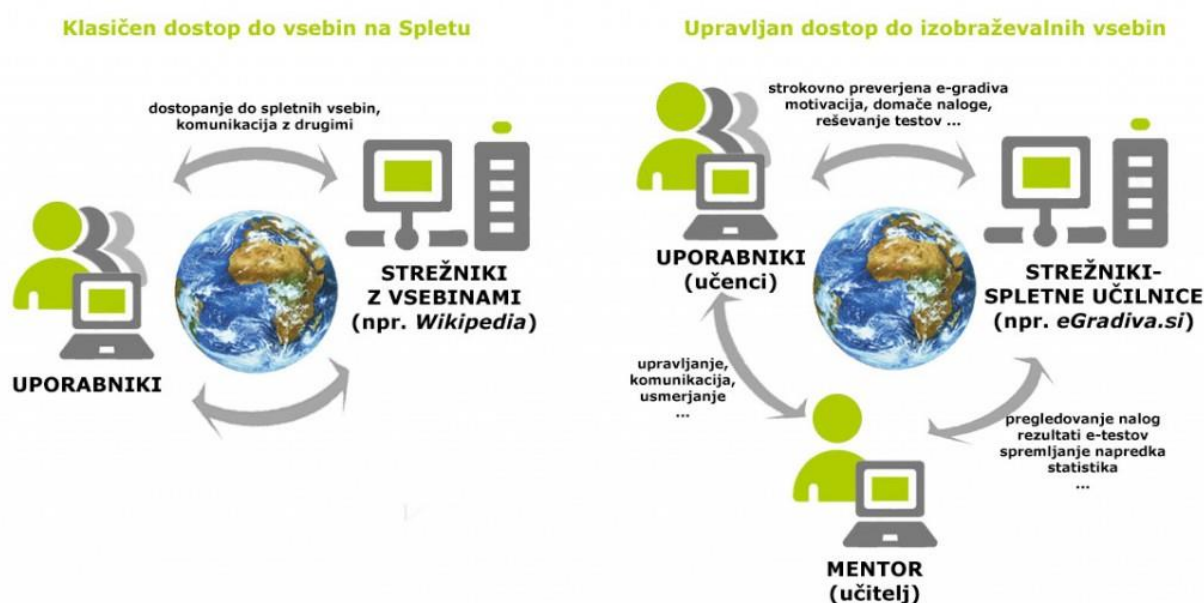 Klasičen dostop do vsebin na Spletu
dostopanje do spletnih vsebin,
komunikacija z drugimi
STREŽNIKI
Z VSEBINAMI
(npr. Wikipedia)
UPORABNIKI
Upravljan dostop do izobraževalnih vsebin
strokovno preverjena e-gradiva
motivacija, domače naloge,
reševanje testov ...
UPORABNIKI
(učenci)
STREŽNIKI-
SPLETNE UČILNICE
(npr. eGradiva.si)
upravljanje,
komunikacija,
usmerjanje
...
pregledovanje nalog
rezultati e-testov
spremljanje napredka
statistika
...
MENTOR
(učitelj)